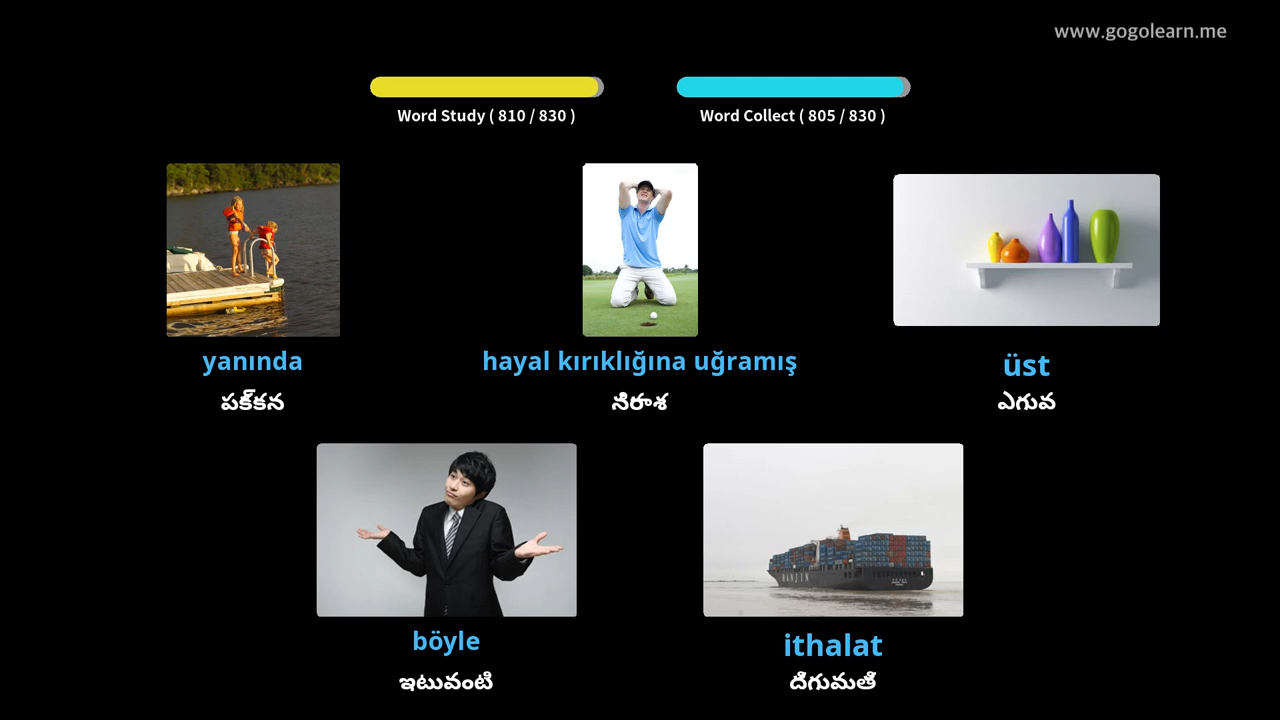 www.gogolearn.me
Word Study ( 810 / 830 )
Word Collect ( 805 / 830 )
yanında
పక్కన
hayal kırıklığına uğramış
నిరాశ
üst
ఎగువ
HANJIN
böyle
ఇటువంటి
ithalat
దిగుమతి